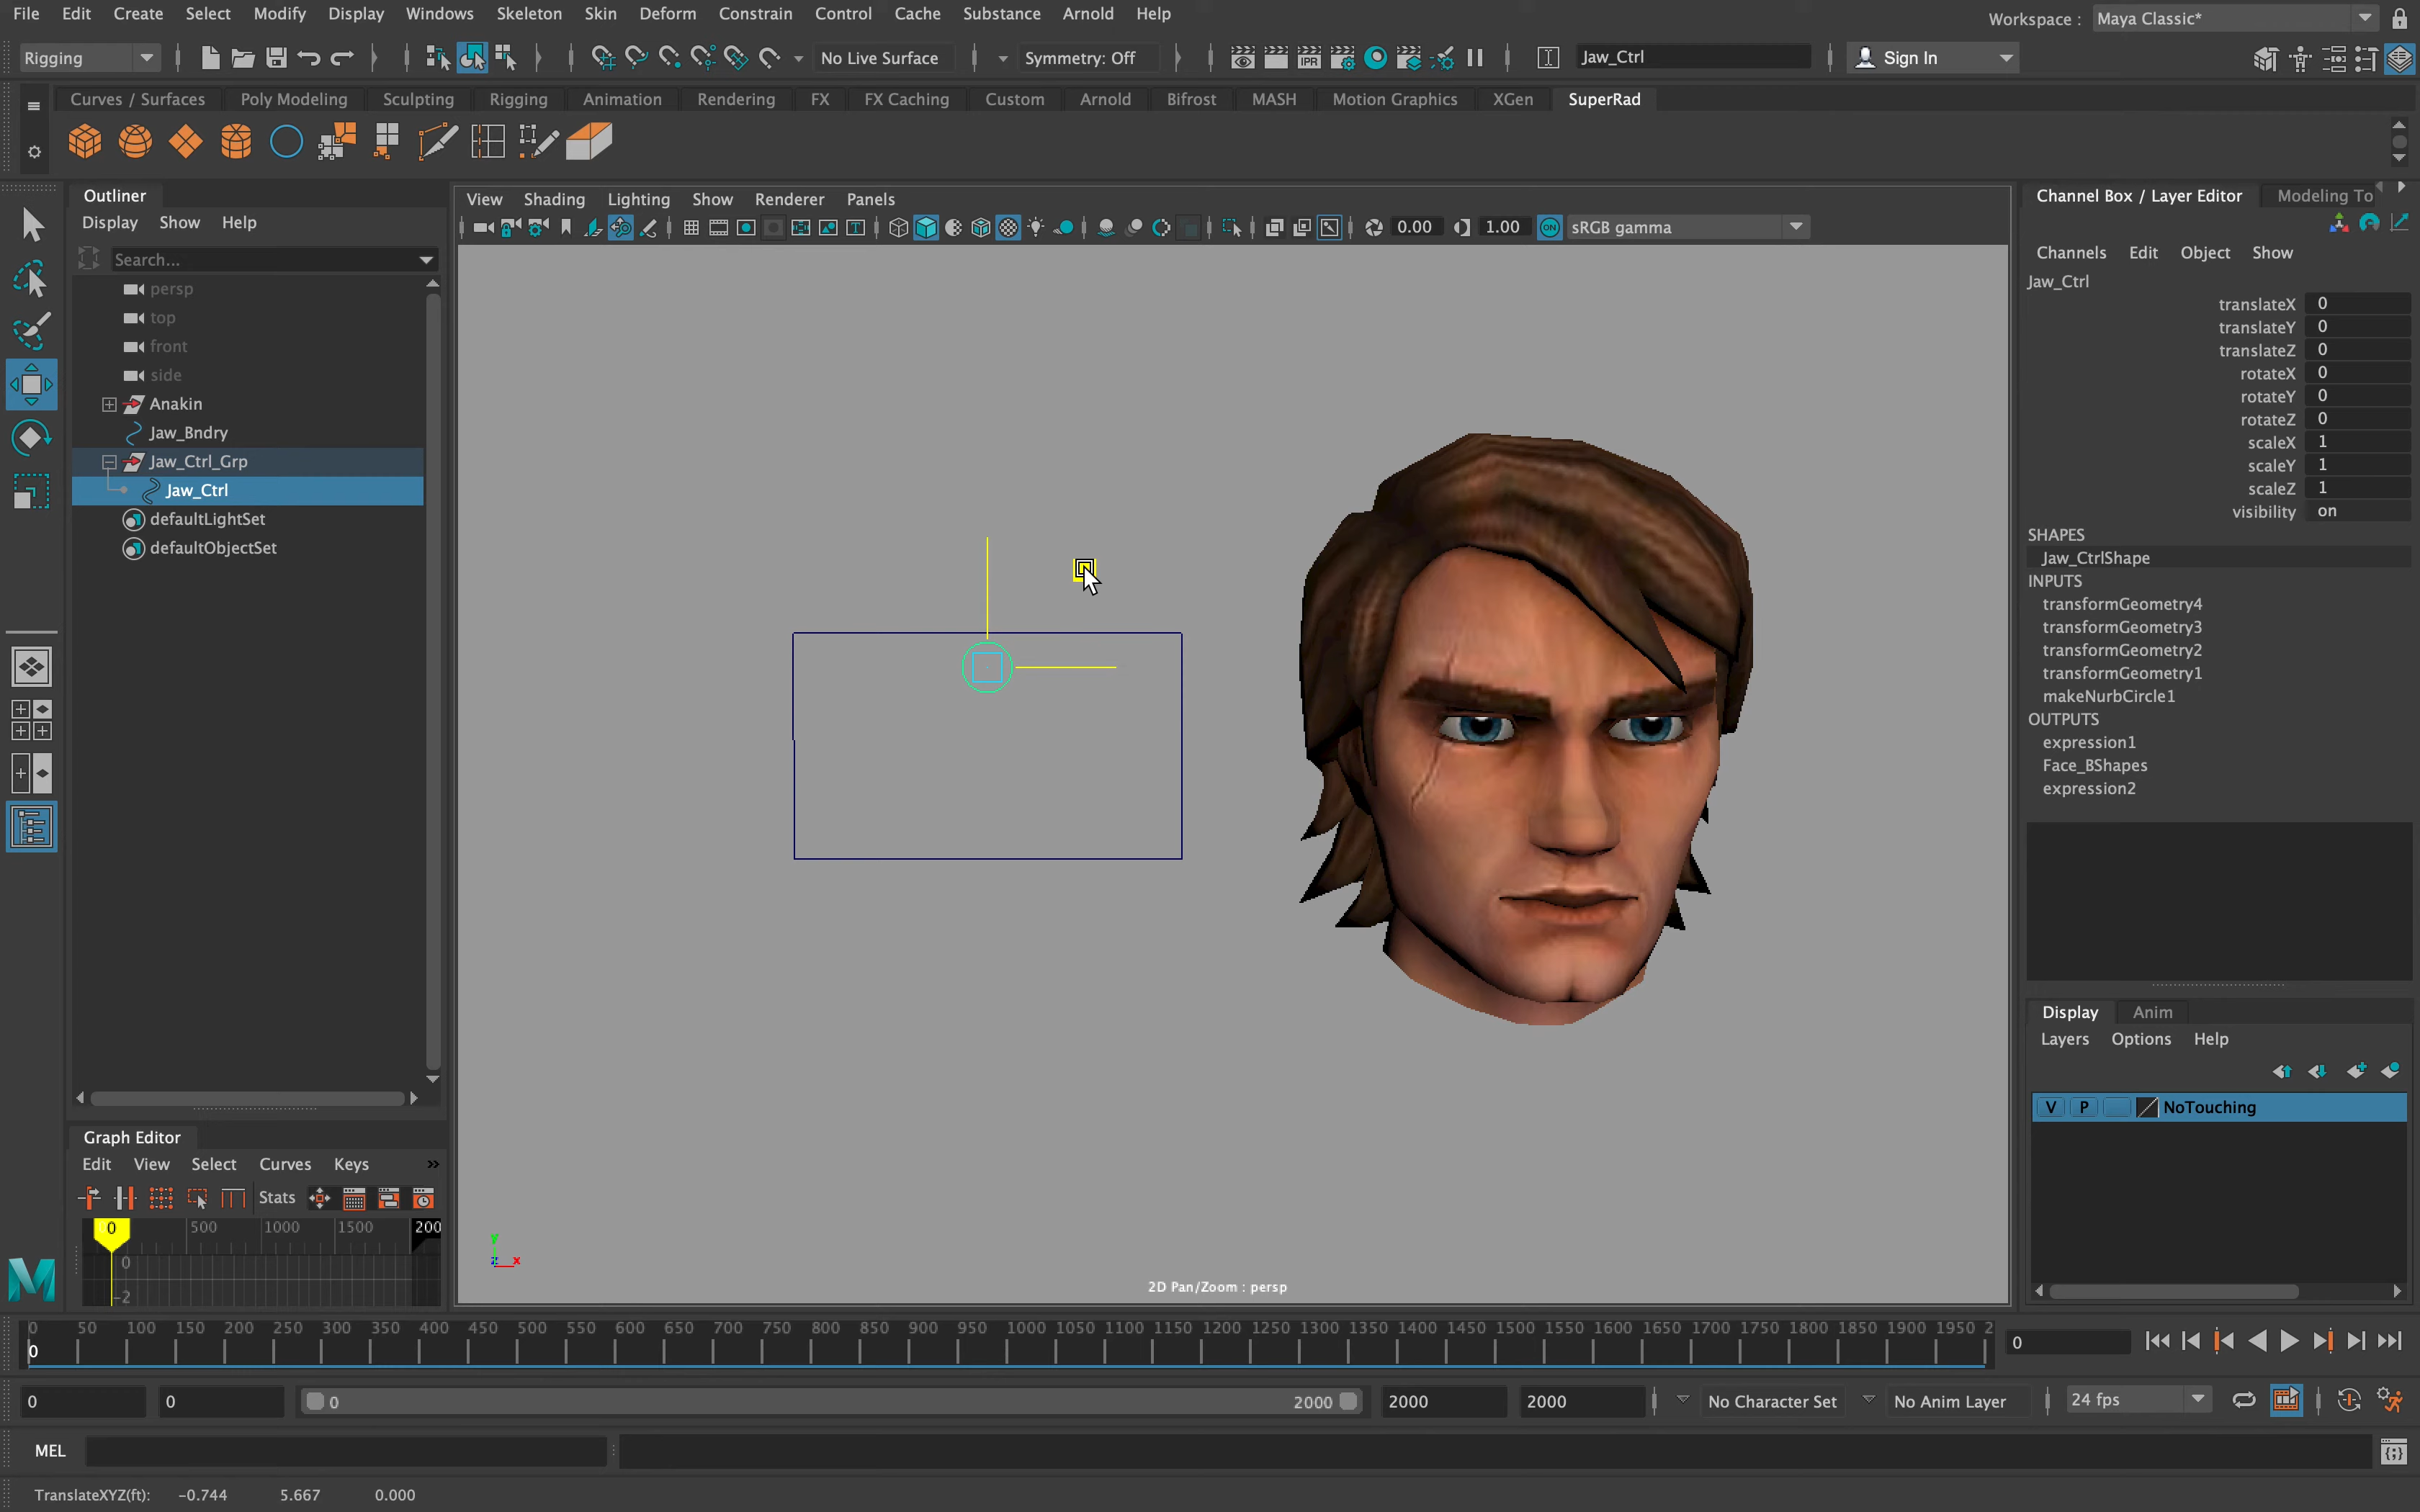 File Edit Create Select Modify Display Windows Skeleton Skin Deform Constrain Control Cache Substance Arnold Help
Workspace : Maya Classic*
Rigging No Live Surface Symmetry: Off IPR Jaw_Ctrl Sign In
Curves / Surfaces Poly Modeling Sculpting Rigging Animation Rendering FX FX Caching Custom Arnold Bifrost MASH Motion Graphics XGen SuperRad
Outliner
Display Show Help
Search...
persp
top
front
side
Anakin
Jaw_Bndry
Jaw_Ctrl_Grp
Jaw_Ctrl
defaultLightSet
defaultObjectSet
View Shading Lighting Show Renderer Panels
0.00 1.00 ON sRGB gamma
y
z x
2D Pan/Zoom : persp
Channel Box / Layer Editor Modeling To
Channels Edit Object Show
Jaw_Ctrl
translateX 0
translateY 0
translateZ 0
rotateX 0
rotateY 0
rotateZ 0
scaleX 1
scaleY 1
scaleZ 1
visibility on
SHAPES
Jaw_CtrlShape
INPUTS
transformGeometry4
transformGeometry3
transformGeometry2
transformGeometry1
makeNurbCircle1
OUTPUTS
expression1
Face_BShapes
expression2
Display Anim
Layers Options Help
V P NoTouching
Graph Editor
Edit View Select Curves Keys »
Stats
0 500 1000 1500 200
0
-2
0 50 100 150 200 250 300 350 400 450 500 550 600 650 700 750 800 850 900 950 1000 1050 1100 1150 1200 1250 1300 1350 1400 1450 1500 1550 1600 1650 1700 1750 1800 1850 1900 1950 2
0 0
0 0 0 2000 2000 2000 No Character Set No Anim Layer 24 fps
MEL
TranslateXYZ(ft): -0.744 5.667 0.000